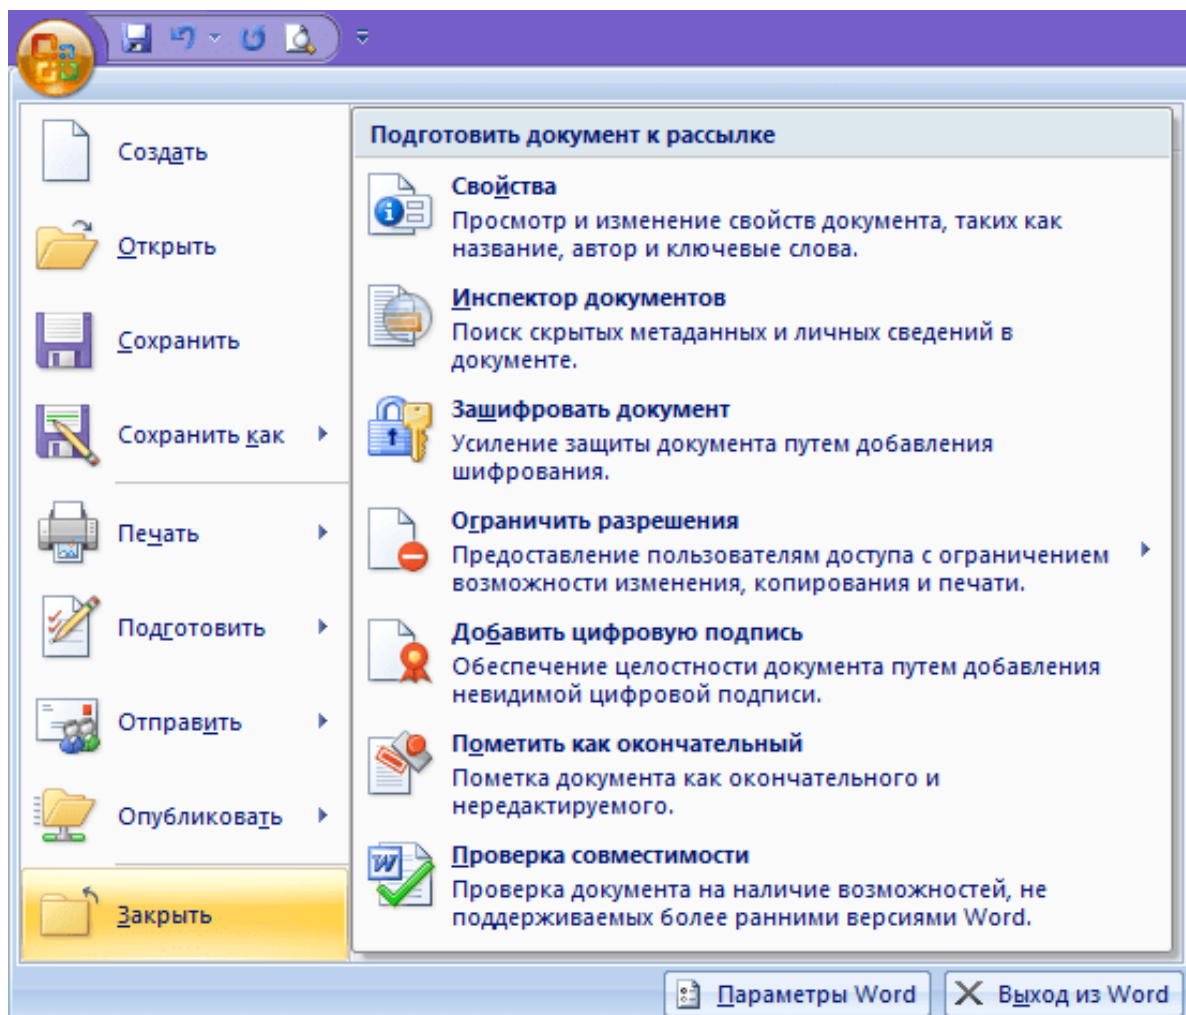 Создать
Открыть
Сохранить
Сохранить как
Печать
Подготовить
Отправить
Опубликовать
Закрыть
Подготовить документ к рассылке
Свойства
Просмотр и изменение свойств документа, таких как
название, автор и ключевые слова.
Инспектор документов
Поиск скрытых метаданных и личных сведений в
документе.
Зашифровать документ
Усиление защиты документа путем добавления
шифрования.
Ограничить разрешения
Предоставление пользователям доступа с ограничением
возможности изменения, копирования и печати.
Добавить цифровую подпись
Обеспечение целостности документа путем добавления
невидимой цифровой подписи.
Пометить как окончательный
Пометка документа как окончательного и
нередактируемого.
Проверка совместимости
Проверка документа на наличие возможностей, не
поддерживаемых более ранними версиями Word.
Параметры Word
Выход из Word